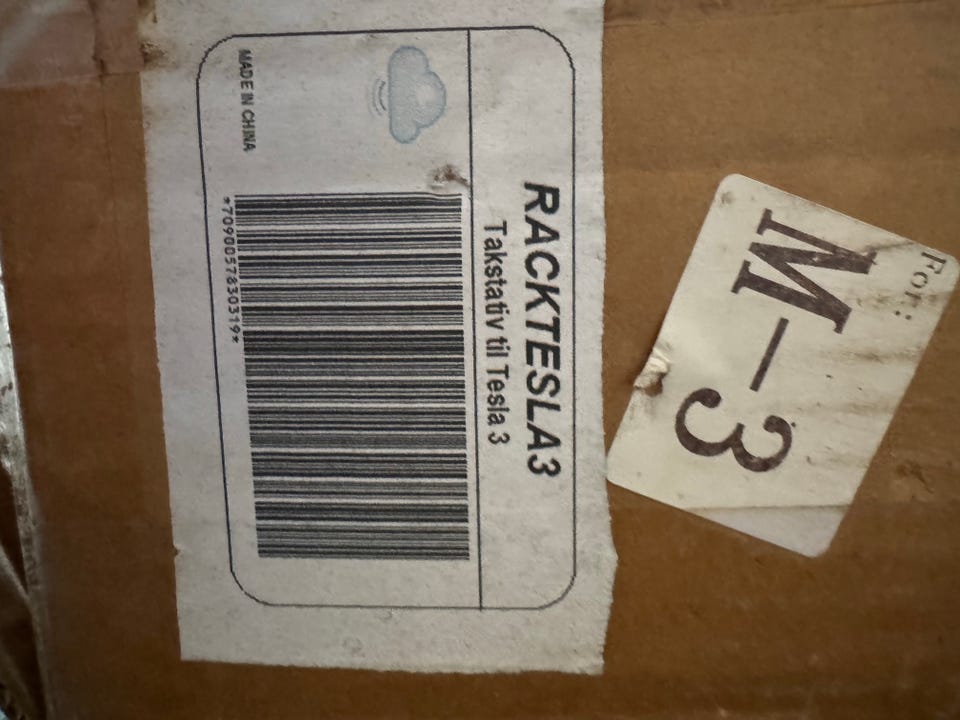 RACKTESLA3
Takstativ til Tesla 3
*7090057830319*
MADE IN CHINA
For:
M-3